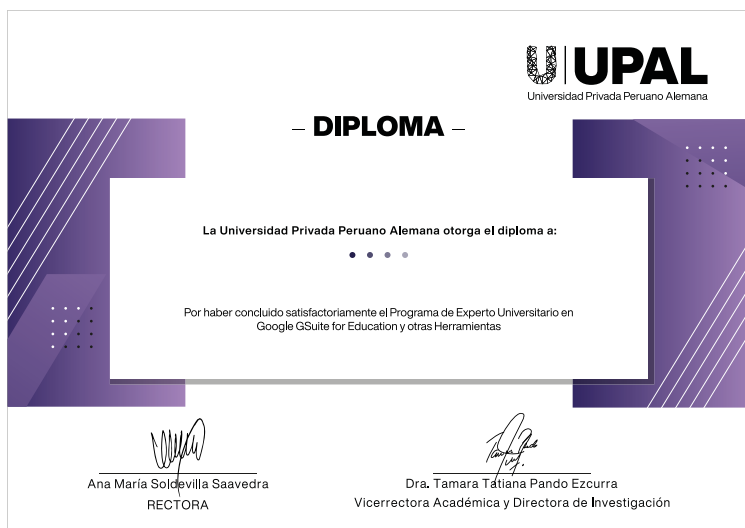 UPAL
Universidad Privada Peruano Alemana
– DIPLOMA –
La Universidad Privada Peruano Alemana otorga el diploma a:
Por haber concluido satisfactoriamente el Programa de Experto Universitario en
Google GSuite for Education y otras Herramientas
Ana María Soldevilla Saavedra
RECTORA
Dra. Tamara Tatiana Pando Ezcurra
Vicerrectora Académica y Directora de Investigación